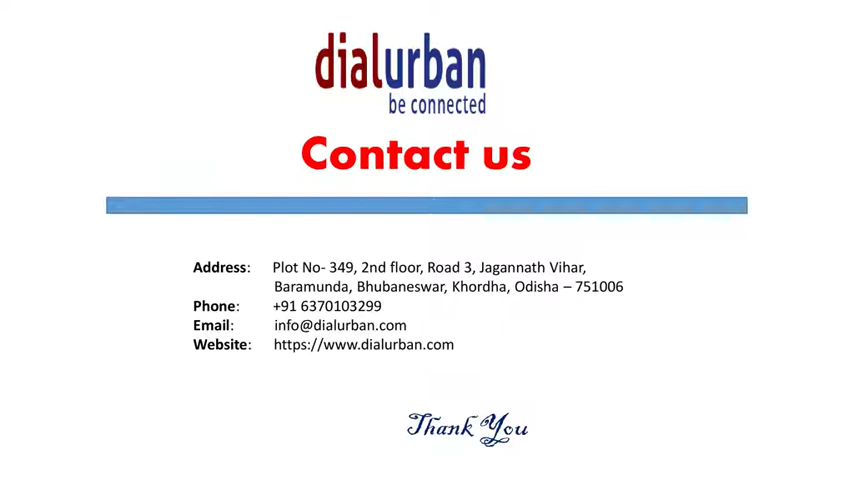 dialurban
be connected
Contact us
Address: Plot No- 349, 2nd floor, Road 3, Jagannath Vihar,
Baramunda, Bhubaneswar, Khordha, Odisha – 751006
Phone: +91 6370103299
Email: info@dialurban.com
Website: https://www.dialurban.com
Thank You